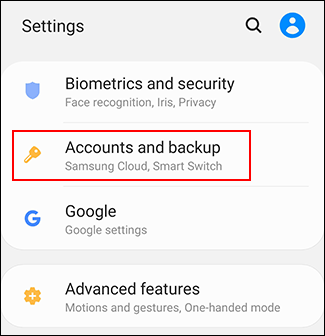 Settings
Biometrics and security
Face recognition, Iris, Privacy
Accounts and backup
Samsung Cloud, Smart Switch
Google
Google settings
Advanced features
Motions and gestures, One-handed mode